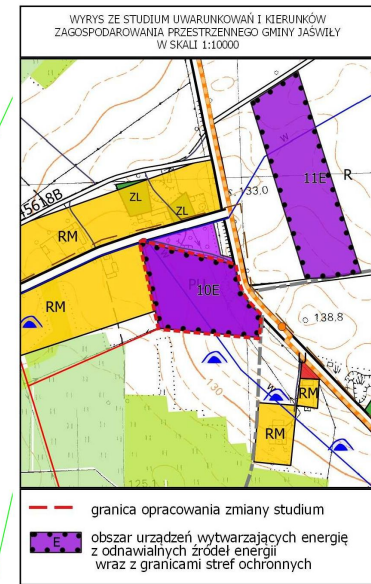 WYRYS ZE STUDIUM UWARUNKOWAŃ I KIERUNKÓW
ZAGOSPODAROWANIA PRZESTRZENNEGO GMINY JAŚWIŁY
W SKALI 1:10000
11E
R
133.0
ZL
ZL
45618B
RM
PU
10E
RM
138.8
130
U
RM
RM
125.1
granica opracowania zmiany studium
E
obszar urządzeń wytwarzających energię
z odnawialnych źródeł energii
wraz z granicami stref ochronnych